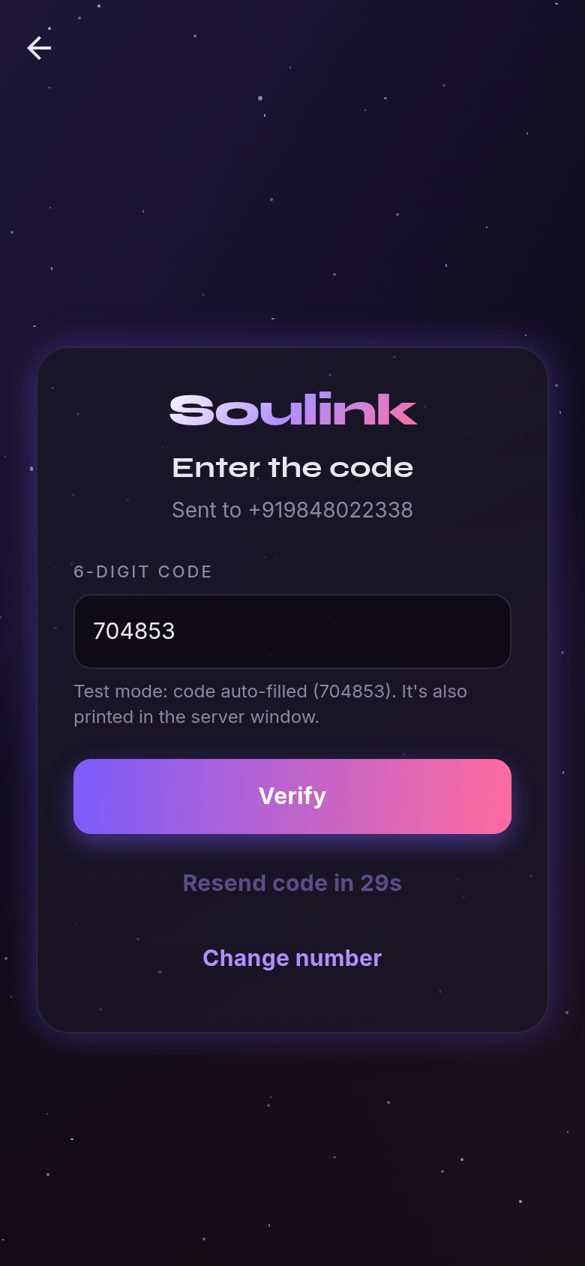 Soulink
Enter the code
Sent to +919848022338
6-DIGIT CODE
704853
Test mode: code auto-filled (704853). It's also
printed in the server window.
Verify
Resend code in 29s
Change number